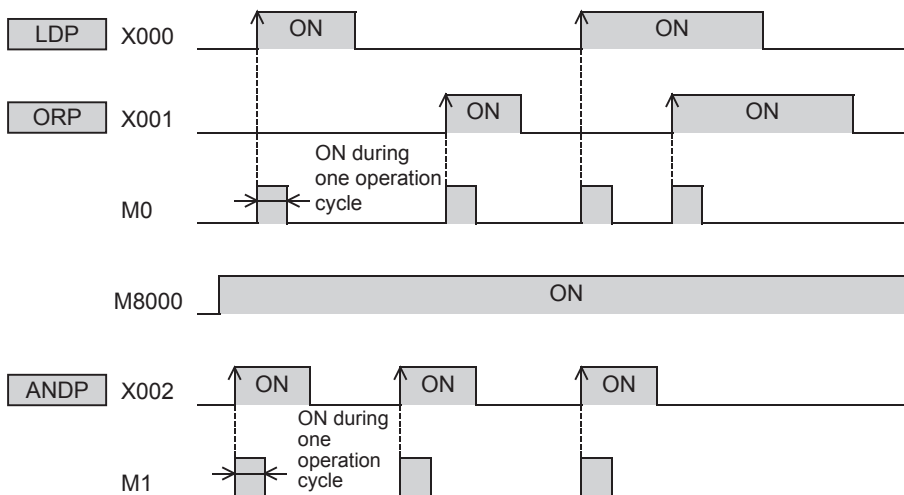 LDP X000 ON ON
ORP X001 ON ON
ON during
one operation
cycle
M0
M8000 ON
ANDP X002 ON ON ON
ON during
one
operation
cycle
M1